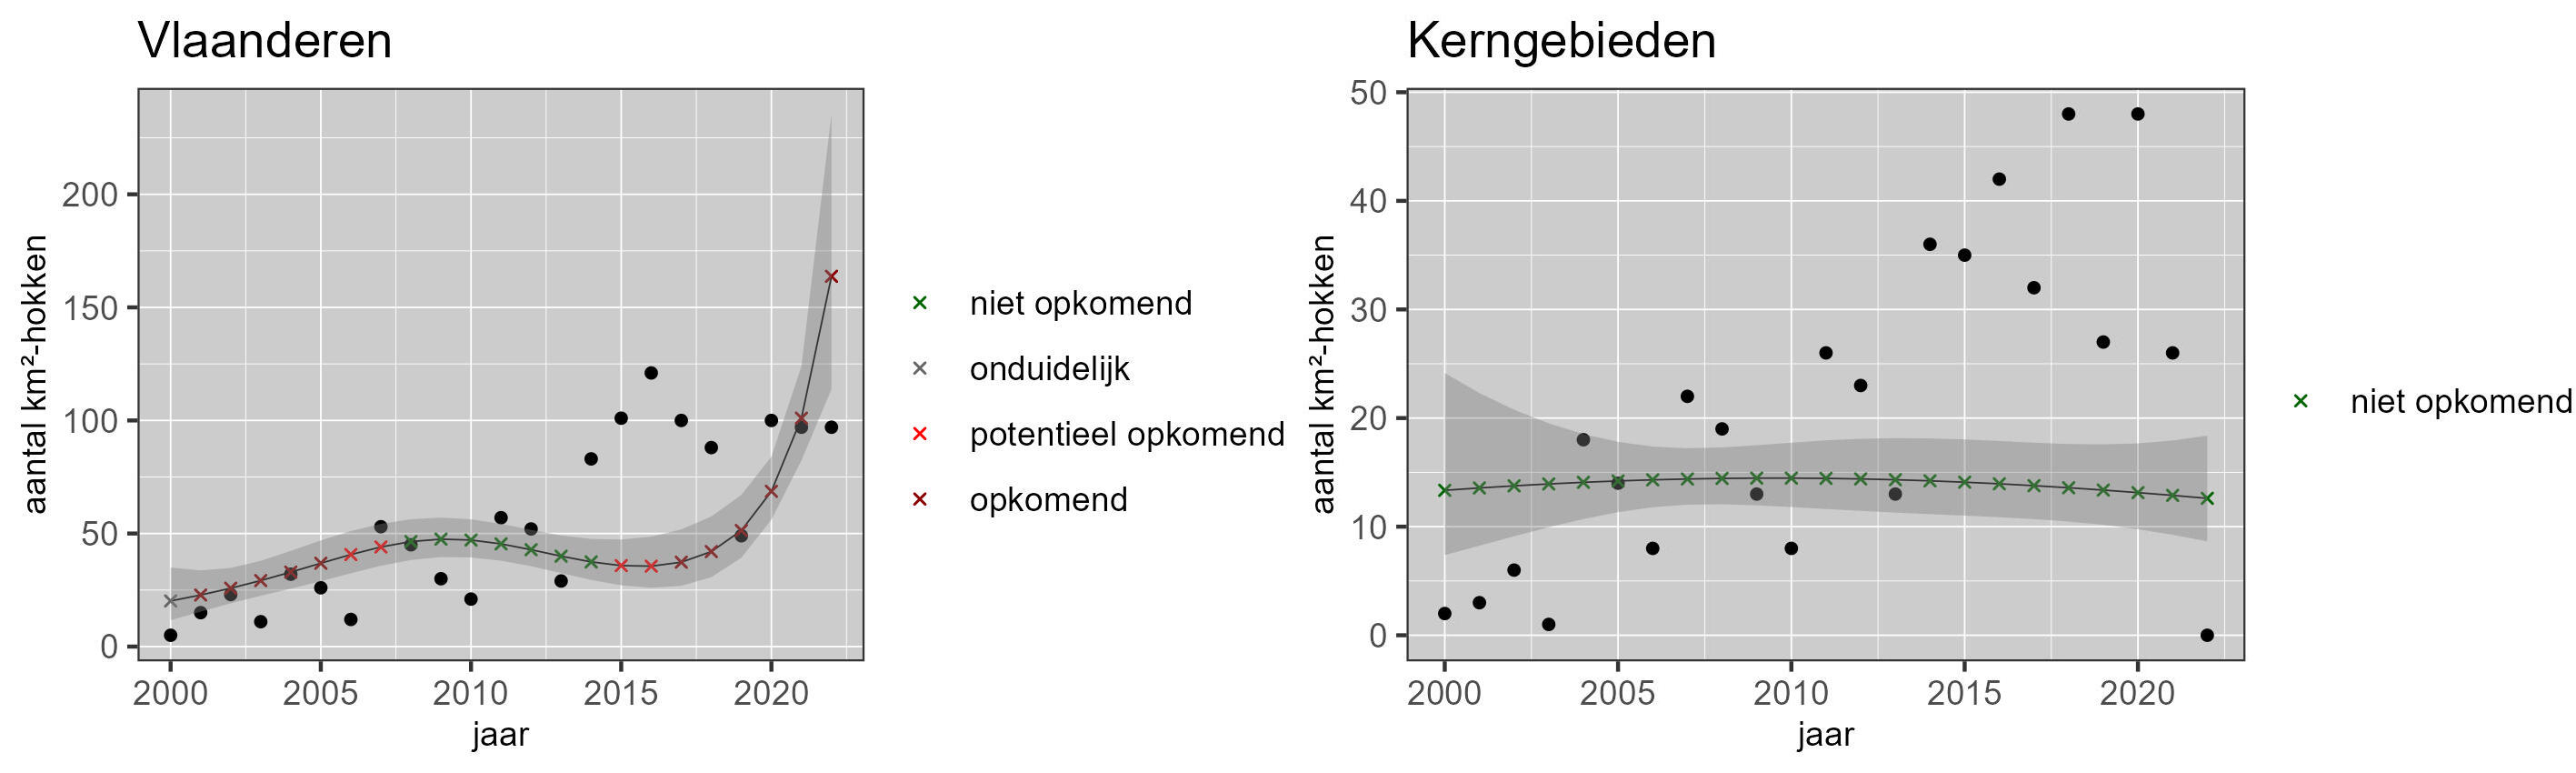 Vlaanderen
200
150
100
50
0
2000 2005 2010 2015 2020
jaar
aantal km²-hokken
niet opkomend
onduidelijk
potentieel opkomend
opkomend
Kerngebieden
50
40
30
20
10
0
2000 2005 2010 2015 2020
jaar
aantal km²-hokken
niet opkomend